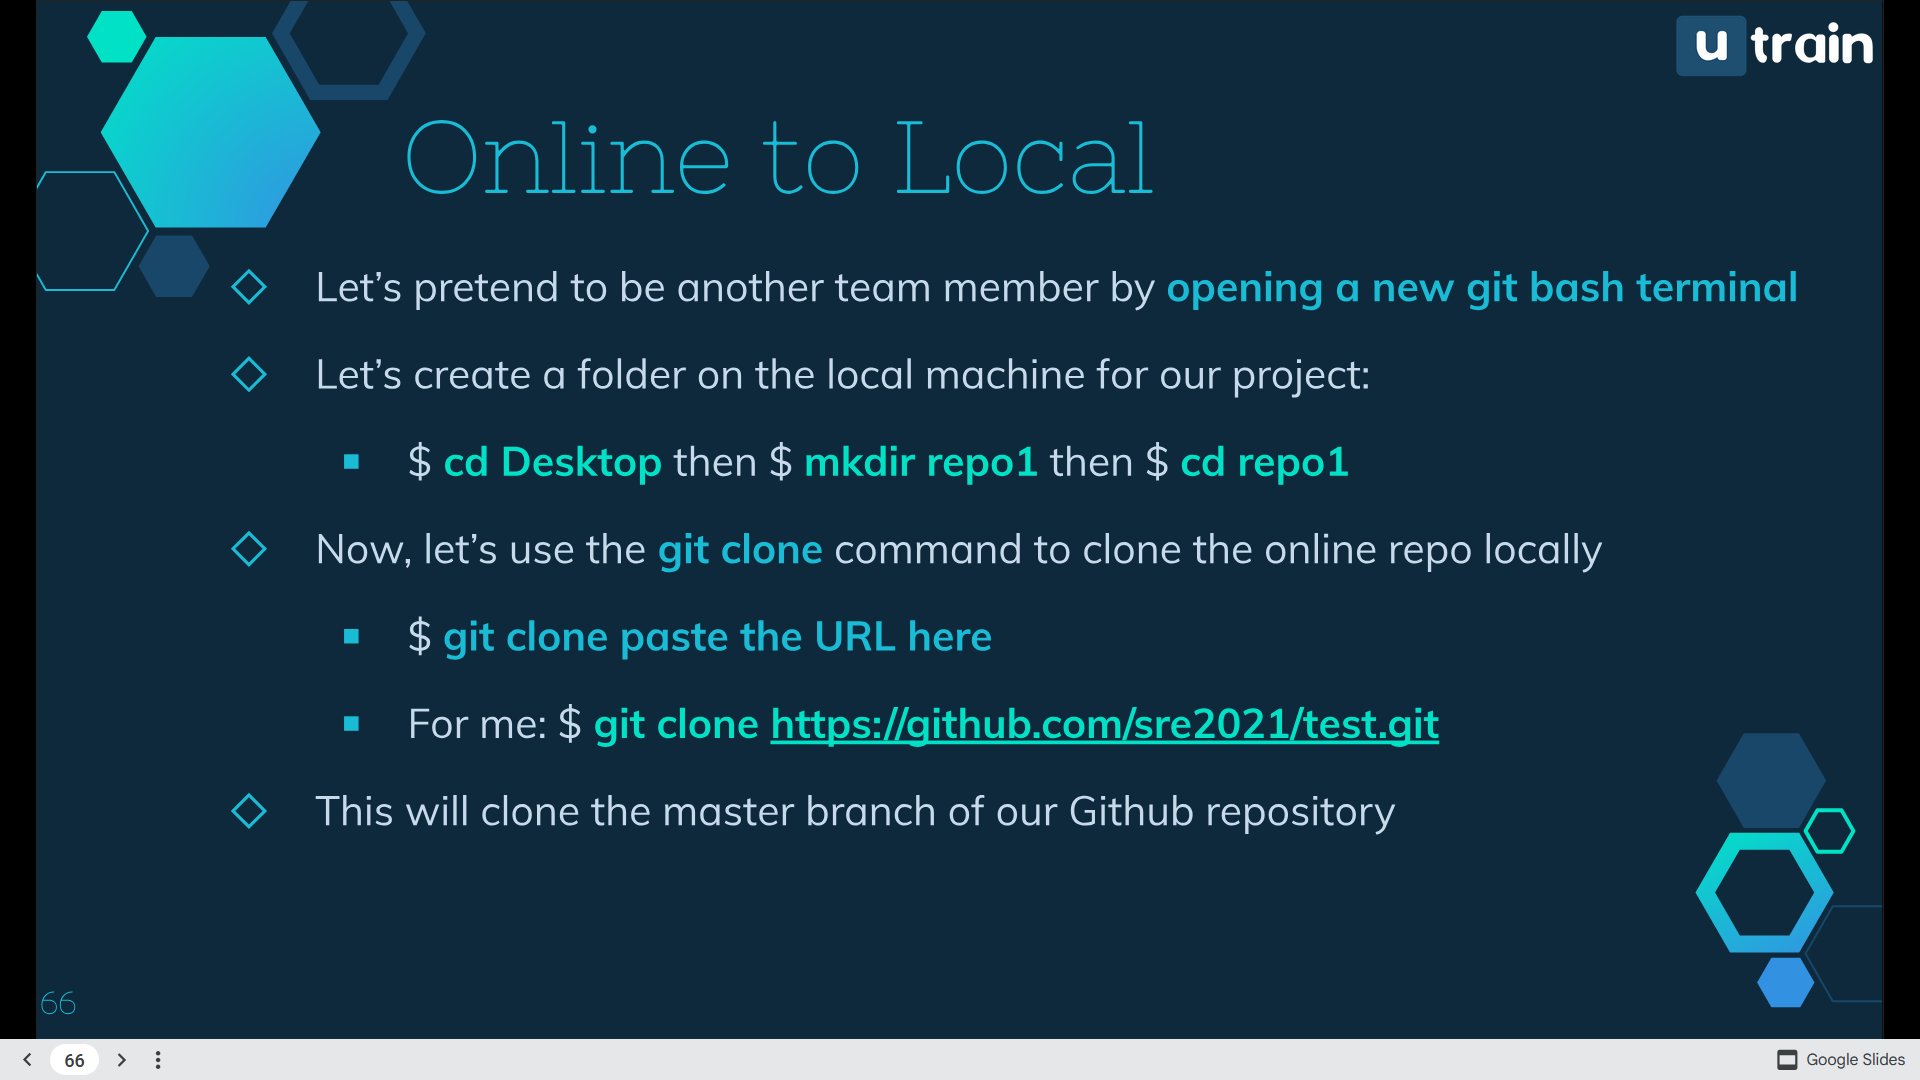 u train
Online to Local
Let’s pretend to be another team member by opening a new git bash terminal
Let’s create a folder on the local machine for our project:
$ cd Desktop then $ mkdir repo1 then $ cd repo1
Now, let’s use the git clone command to clone the online repo locally
$ git clone paste the URL here
For me: $ git clone https://github.com/sre2021/test.git
This will clone the master branch of our Github repository
66
66
Google Slides